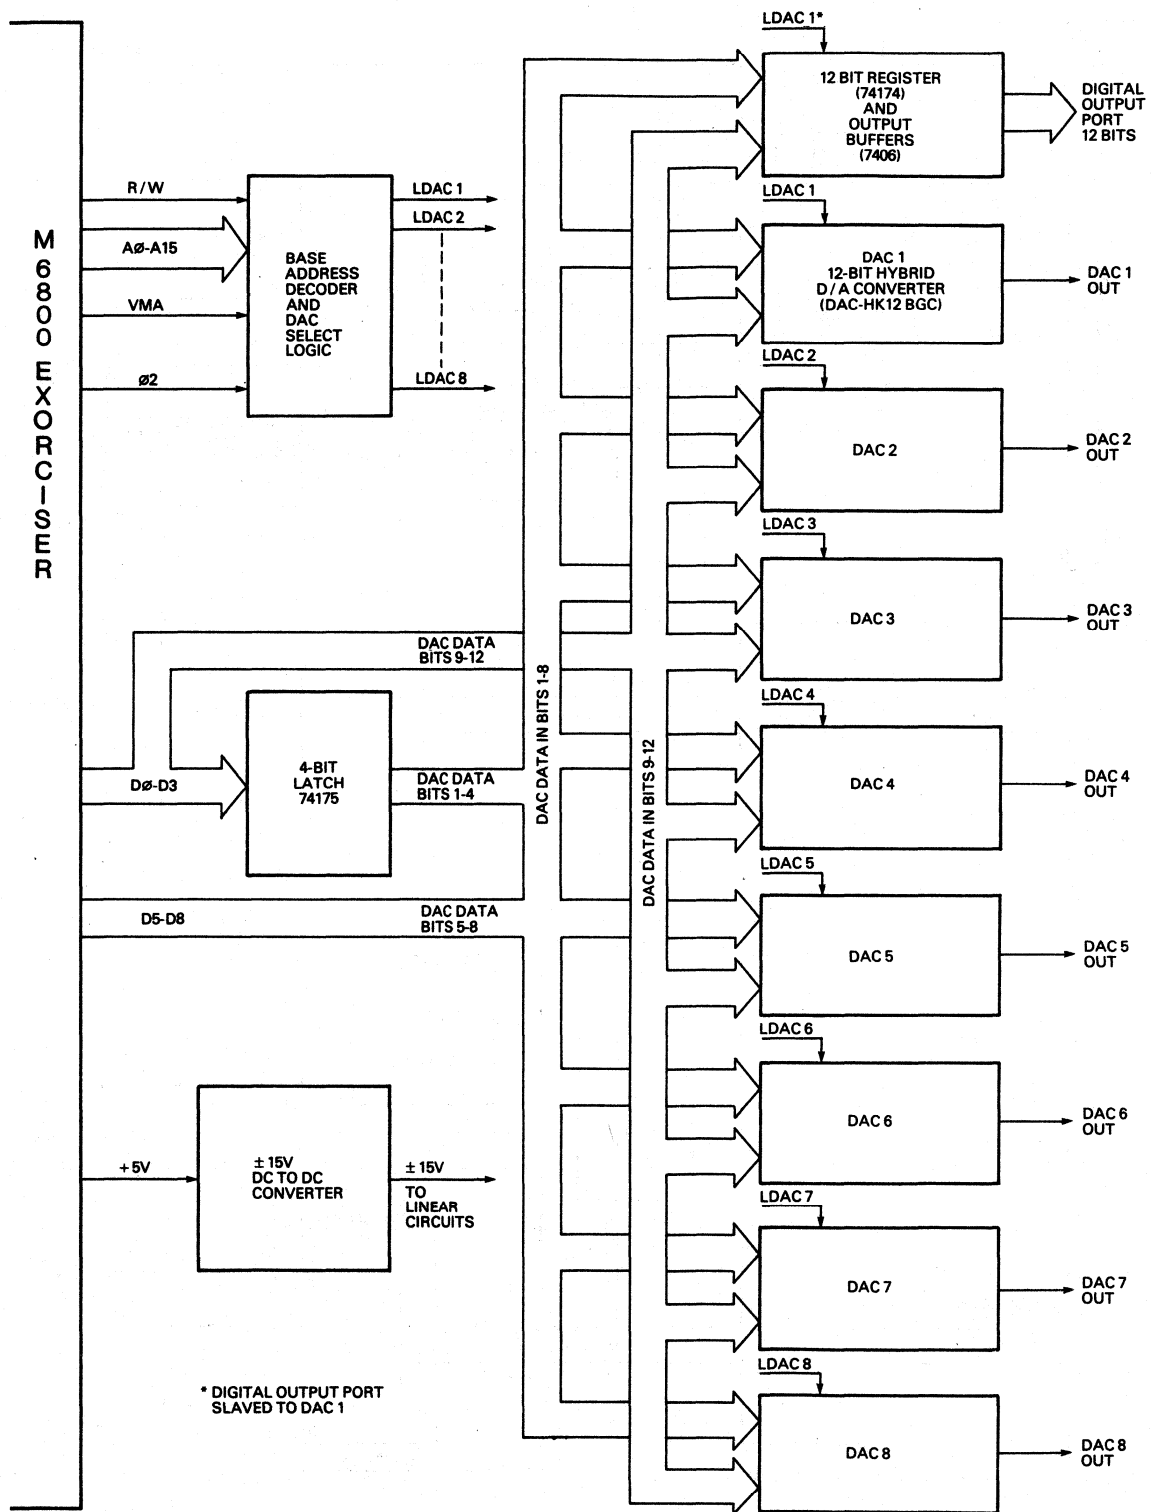 M 6800 EXORCISER
R/W
AØ-A15
VMA
Ø2
BASE
ADDRESS
DECODER
AND
DAC
SELECT
LOGIC
LDAC 1
LDAC 2
LDAC 8
DAC DATA
BITS 9-12
DØ-D3
4-BIT
LATCH
74175
DAC DATA
BITS 1-4
D5-D8
DAC DATA
BITS 5-8
+5V
±15V
DC TO DC
CONVERTER
±15V
TO
LINEAR
CIRCUITS
* DIGITAL OUTPUT PORT
SLAVED TO DAC 1
DAC DATA IN BITS 1-8
DAC DATA IN BITS 9-12
LDAC 1*
12 BIT REGISTER
(74174)
AND
OUTPUT
BUFFERS
(7406)
DIGITAL
OUTPUT
PORT
12 BITS
LDAC 1
DAC 1
12-BIT HYBRID
D/A CONVERTER
(DAC-HK12 BGC)
DAC 1
OUT
LDAC 2
DAC 2
DAC 2
OUT
LDAC 3
DAC 3
DAC 3
OUT
LDAC 4
DAC 4
DAC 4
OUT
LDAC 5
DAC 5
DAC 5
OUT
LDAC 6
DAC 6
DAC 6
OUT
LDAC 7
DAC 7
DAC 7
OUT
LDAC 8
DAC 8
DAC 8
OUT